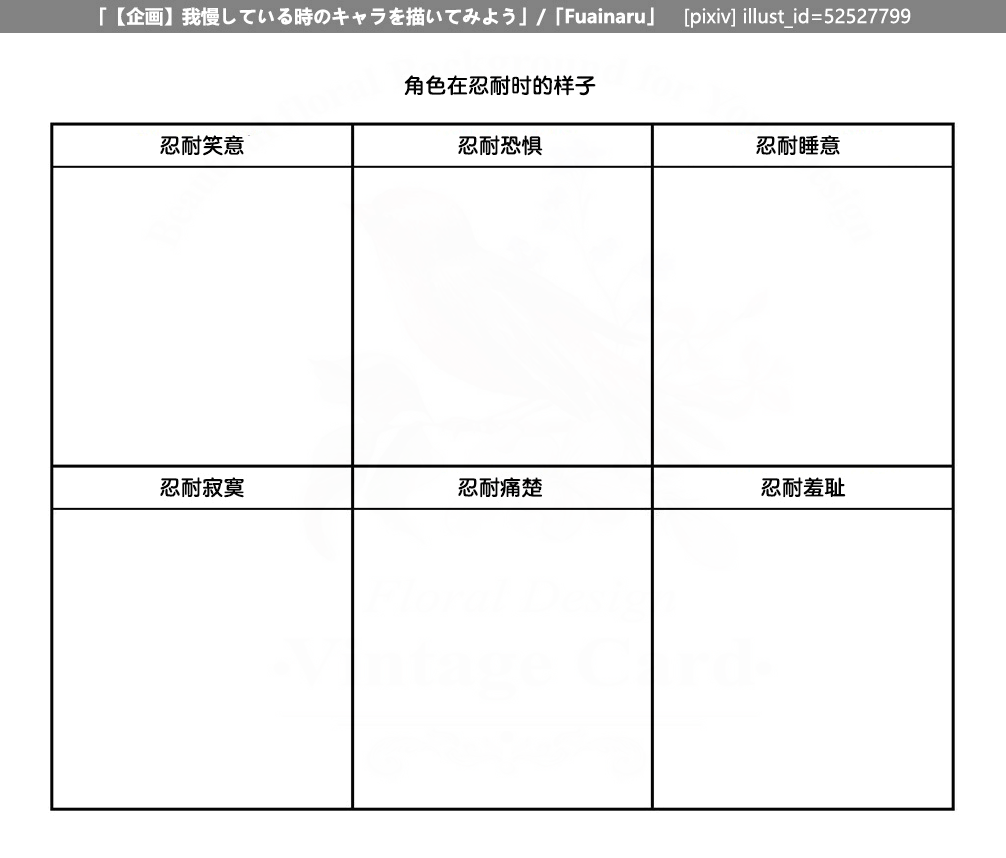 「【企画】我慢している時のキャラを描いてみよう」/「Fuainaru」 [pixiv] illust_id=52527799
角色在忍耐时的样子
忍耐笑意 忍耐恐惧 忍耐睡意
忍耐寂寞 忍耐痛楚 忍耐羞耻
Floral Design
Vintage Card